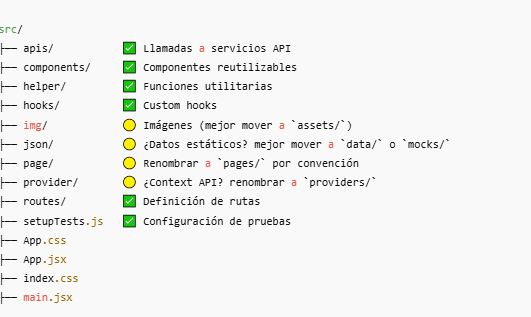 src/
├── apis/ ✅ Llamadas a servicios API
├── components/ ✅ Componentes reutilizables
├── helper/ ✅ Funciones utilitarias
├── hooks/ ✅ Custom hooks
├── img/ 🟡 Imágenes (mejor mover a `assets/`)
├── json/ 🟡 ¿Datos estáticos? mejor mover a `data/` o `mocks/`
├── page/ 🟡 Renombrar a `pages/` por convención
├── provider/ 🟡 ¿Context API? renombrar a `providers/`
├── routes/ ✅ Definición de rutas
├── setupTests.js ✅ Configuración de pruebas
├── App.css
├── App.jsx
├── index.css
├── main.jsx